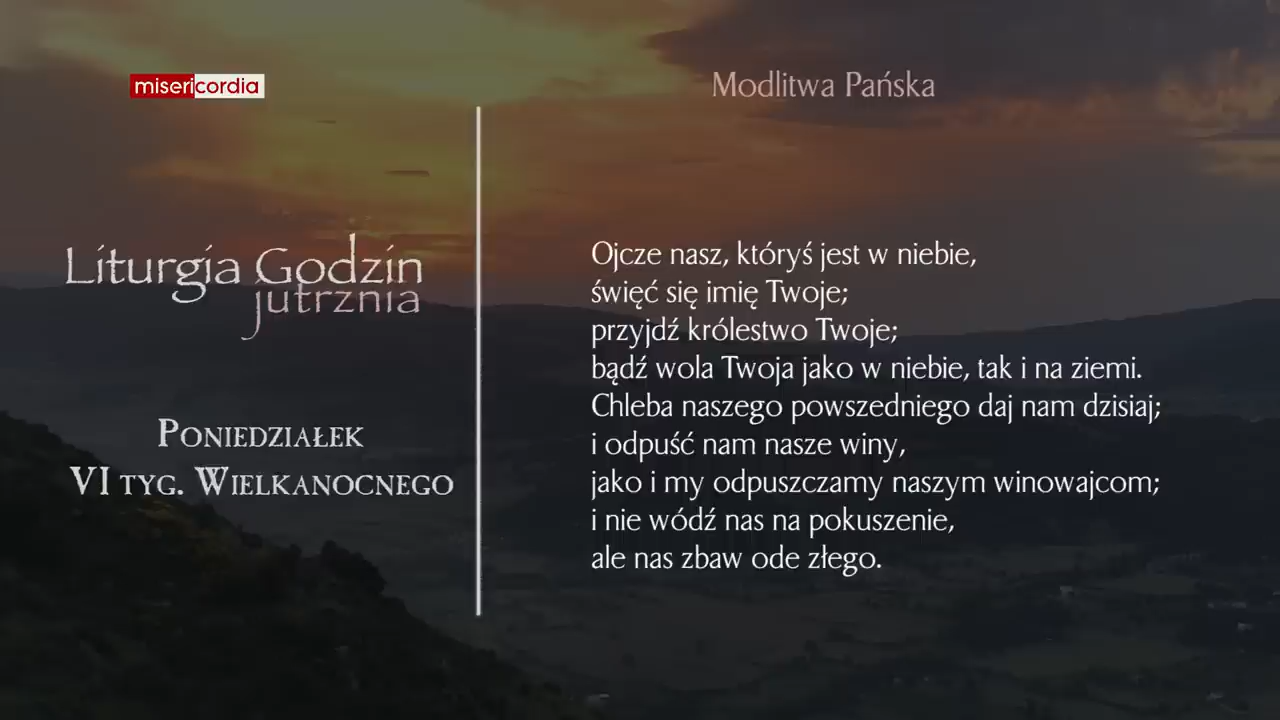 misericordia
Liturgia Godzin
jutrznia
Poniedziałek
VI tyg. Wielkanocnego
Modlitwa Pańska
Ojcze nasz, któryś jest w niebie,
święć się imię Twoje;
przyjdź królestwo Twoje;
bądź wola Twoja jako w niebie, tak i na ziemi.
Chleba naszego powszedniego daj nam dzisiaj;
i odpuść nam nasze winy,
jako i my odpuszczamy naszym winowajcom;
i nie wódź nas na pokuszenie,
ale nas zbaw ode złego.